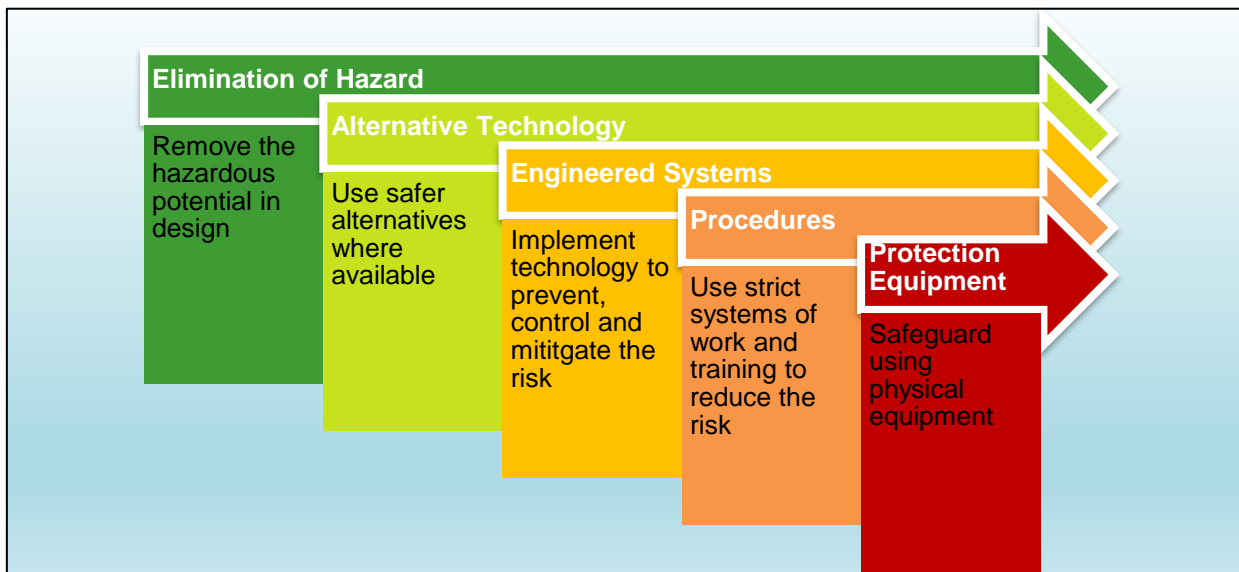 Elimination of Hazard
Remove the
hazardous
potential in
design
Alternative Technology
Use safer
alternatives
where
available
Engineered Systems
Implement
technology to
prevent,
control and
mititgate the
risk
Procedures
Use strict
systems of
work and
training to
reduce the
risk
Protection
Equipment
Safeguard
using
physical
equipment